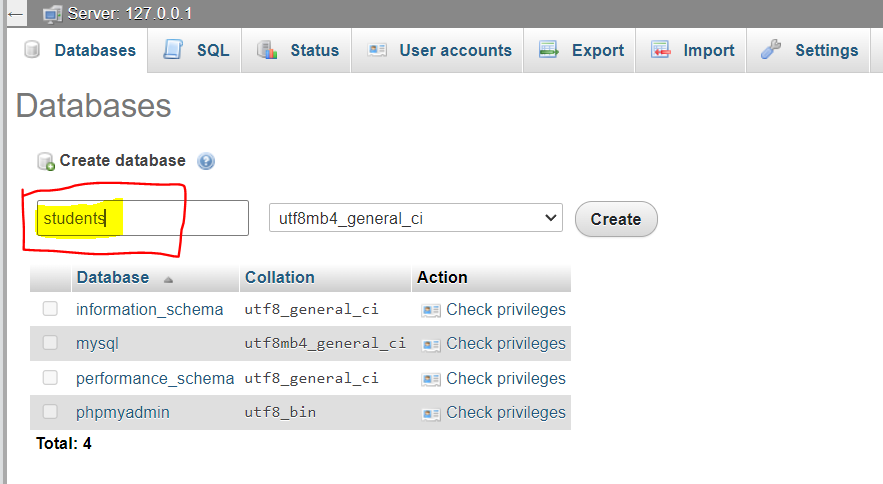 Server: 127.0.0.1
Databases SQL Status User accounts Export Import Settings
Databases
Create database
students utf8mb4_general_ci Create
Database Collation Action
information_schema utf8_general_ci Check privileges
mysql utf8mb4_general_ci Check privileges
performance_schema utf8_general_ci Check privileges
phpmyadmin utf8_bin Check privileges
Total: 4